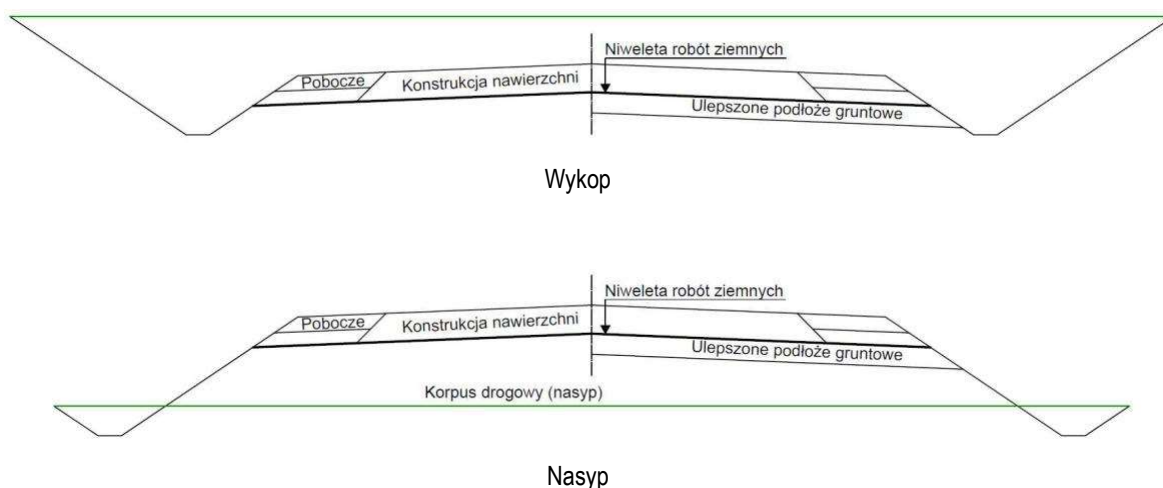 Niweleta robót ziemnych
Pobocze
Konstrukcja nawierzchni
Ulepszone podłoże gruntowe
Wykop
Niweleta robót ziemnych
Pobocze
Konstrukcja nawierzchni
Ulepszone podłoże gruntowe
Korpus drogowy (nasyp)
Nasyp